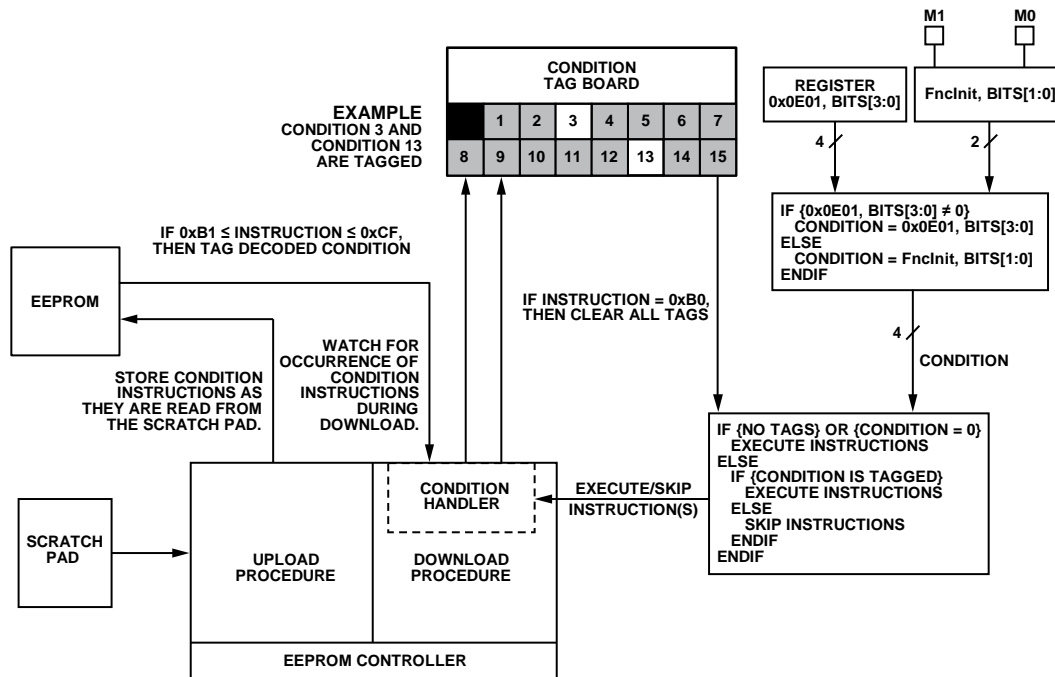 M1
M0
CONDITION
TAG BOARD
REGISTER
0x0E01, BITS[3:0]
FncInit, BITS[1:0]
EXAMPLE
CONDITION 3 AND
CONDITION 13
ARE TAGGED
1 2 3 4 5 6 7
8 9 10 11 12 13 14 15
4
2
IF {0x0E01, BITS[3:0] ≠ 0}
CONDITION = 0x0E01, BITS[3:0]
ELSE
CONDITION = FncInit, BITS[1:0]
ENDIF
IF 0xB1 ≤ INSTRUCTION ≤ 0xCF,
THEN TAG DECODED CONDITION
EEPROM
IF INSTRUCTION = 0xB0,
THEN CLEAR ALL TAGS
4
CONDITION
STORE CONDITION
INSTRUCTIONS AS
THEY ARE READ FROM
THE SCRATCH PAD.
WATCH FOR
OCCURRENCE OF
CONDITION
INSTRUCTIONS
DURING
DOWNLOAD.
IF {NO TAGS} OR {CONDITION = 0}
EXECUTE INSTRUCTIONS
ELSE
IF {CONDITION IS TAGGED}
EXECUTE INSTRUCTIONS
ELSE
SKIP INSTRUCTIONS
ENDIF
ENDIF
CONDITION
HANDLER
EXECUTE/SKIP
INSTRUCTION(S)
SCRATCH
PAD
UPLOAD
PROCEDURE
DOWNLOAD
PROCEDURE
EEPROM CONTROLLER